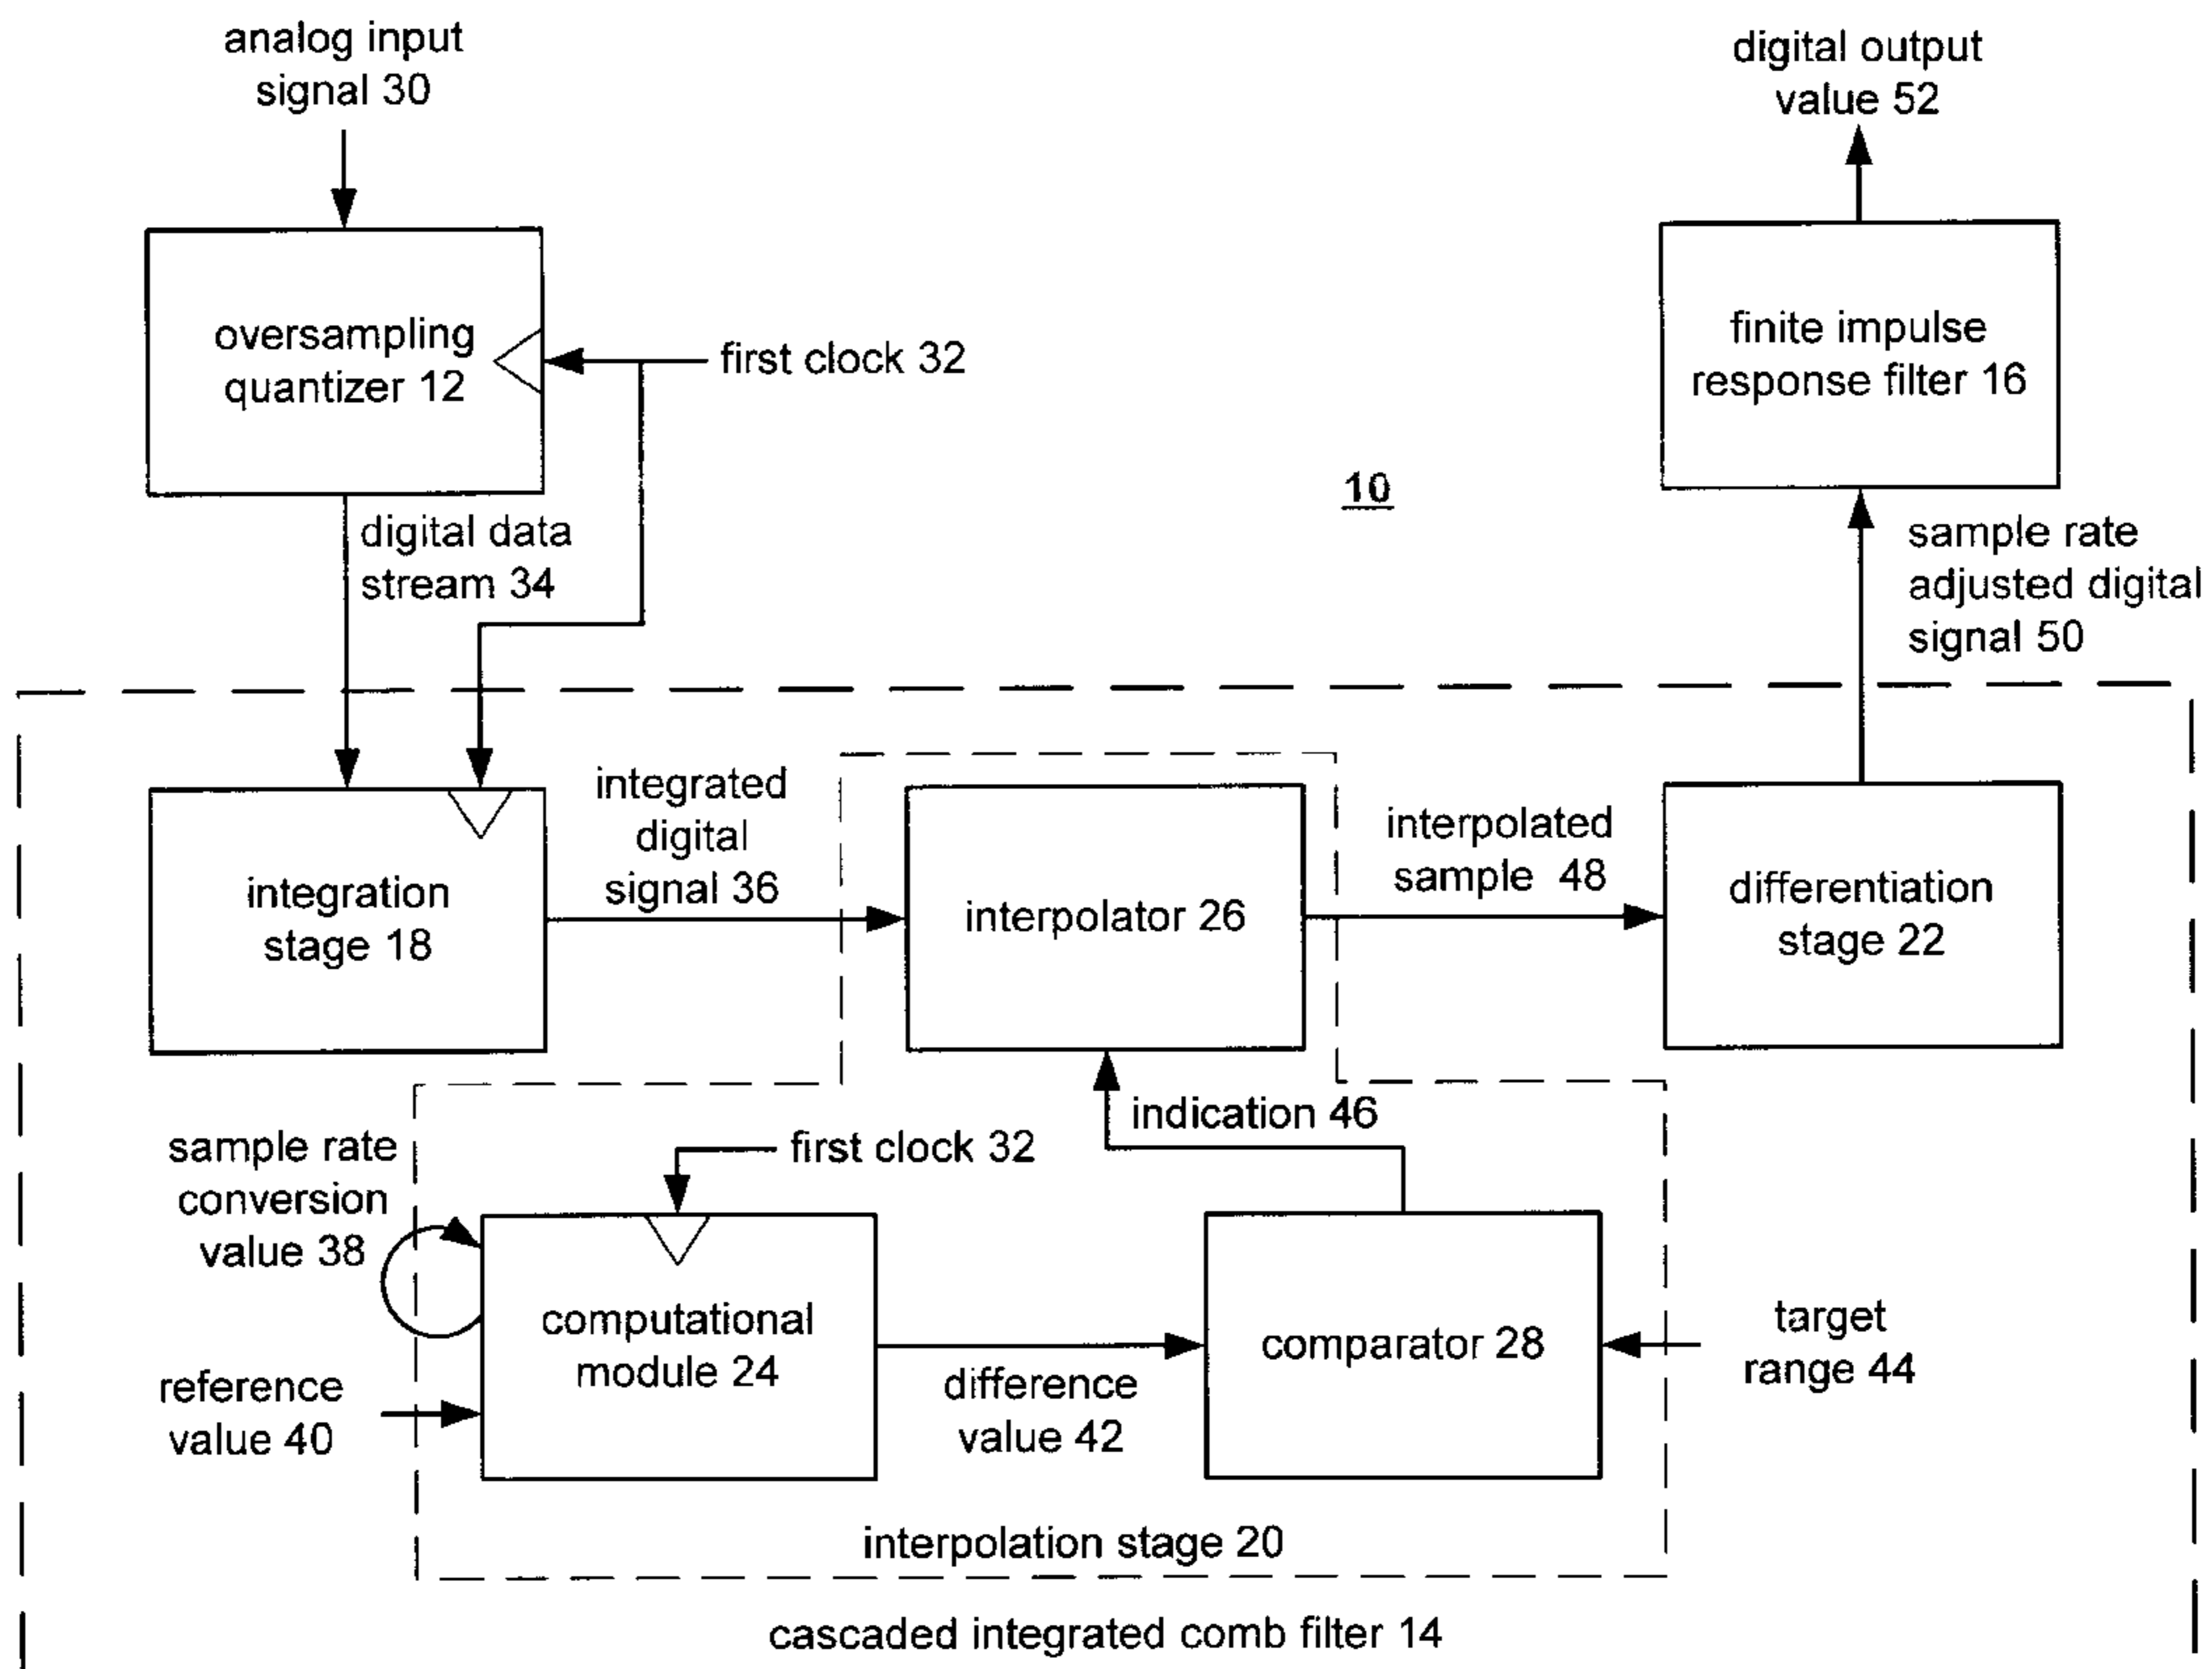 analog input
signal 30
digital output
value 52
oversampling
quantizer 12
first clock 32
finite impulse
response filter 16
10
digital data
stream 34
sample rate
adjusted digital
signal 50
integration
stage 18
integrated
digital
signal 36
interpolator 26
interpolated
sample 48
differentiation
stage 22
indication 46
sample rate
conversion
value 38
first clock 32
computational
module 24
reference
value 40
difference
value 42
comparator 28
target
range 44
interpolation stage 20
cascaded integrated comb filter 14